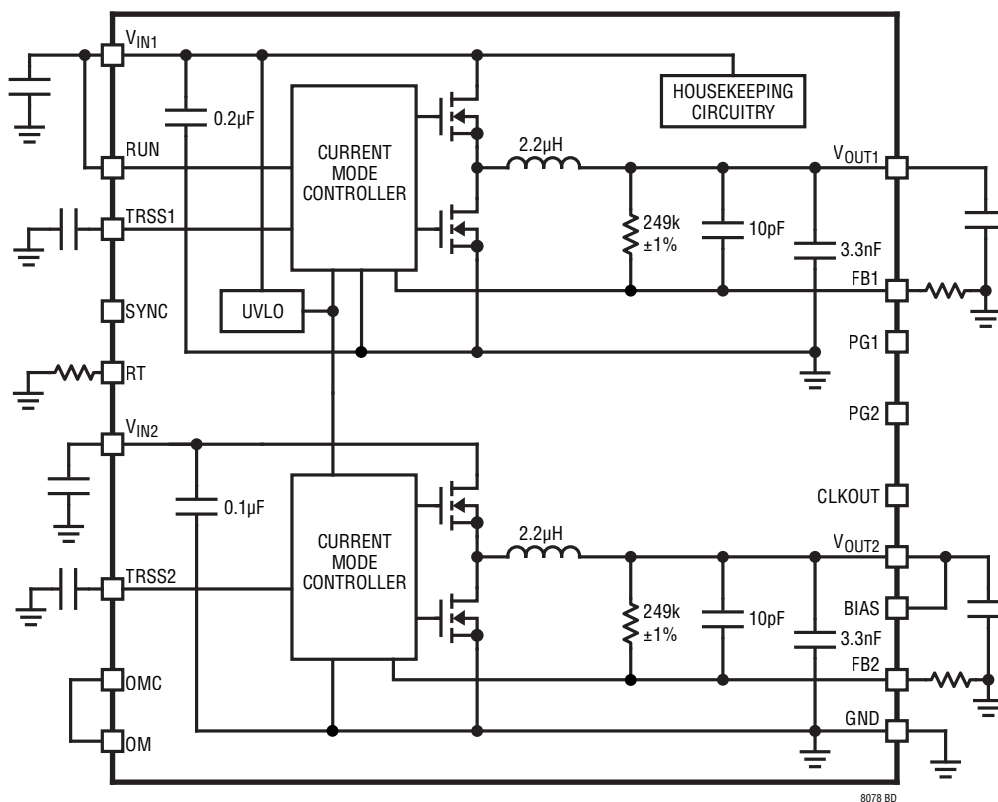 VIN1
0.2µF
HOUSEKEEPING
CIRCUITRY
RUN
CURRENT
MODE
CONTROLLER
2.2µH
VOUT1
TRSS1
249k
±1%
10pF
3.3nF
FB1
SYNC
UVLO
PG1
RT
PG2
VIN2
0.1µF
CLKOUT
CURRENT
MODE
CONTROLLER
2.2µH
VOUT2
TRSS2
BIAS
249k
±1%
10pF
3.3nF
FB2
OMC
GND
OM
8078 BD